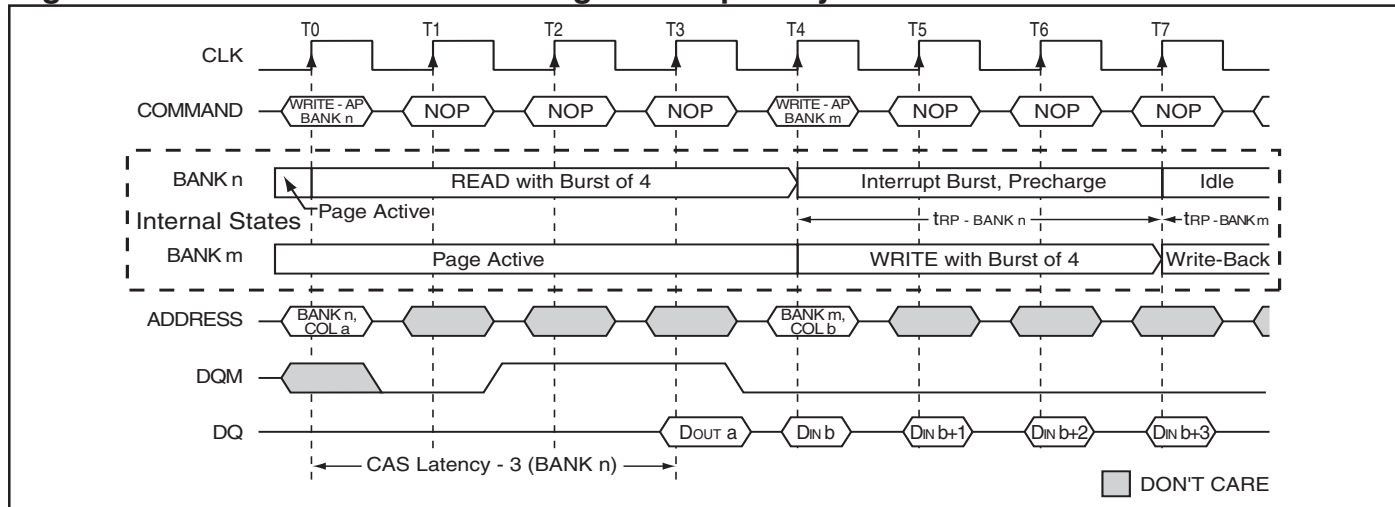 T0 T1 T2 T3 T4 T5 T6 T7
CLK
COMMAND WRITE - AP BANK n NOP NOP NOP WRITE - AP BANK m NOP NOP NOP
BANK n READ with Burst of 4 Interrupt Burst, Precharge Idle
Page Active tRP - BANK n tRP - BANK m
Internal States
BANK m Page Active WRITE with Burst of 4 Write-Back
ADDRESS BANK n, COL a BANK m, COL b
DQM
DQ DOUT a DIN b DIN b+1 DIN b+2 DIN b+3
CAS Latency - 3 (BANK n)
DON'T CARE